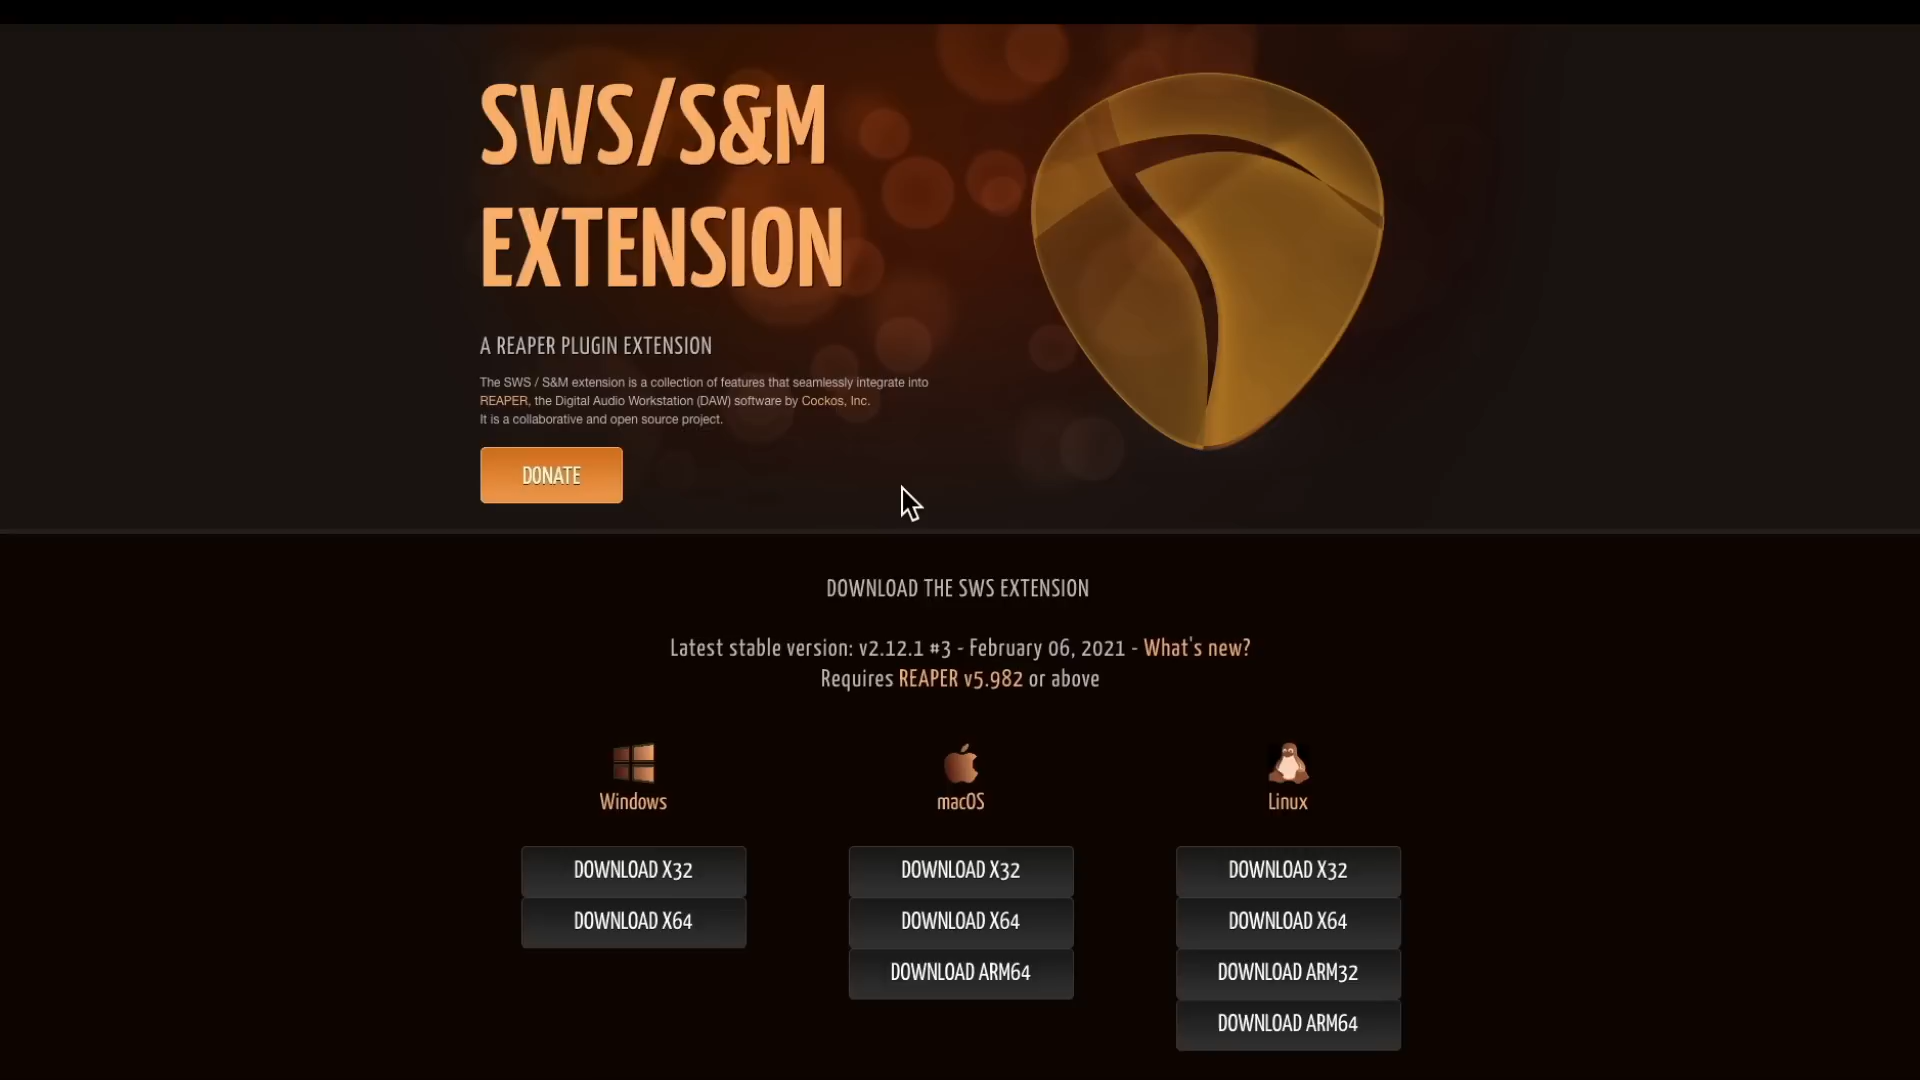 SWS/S&M
EXTENSION
A REAPER PLUGIN EXTENSION
The SWS / S&M extension is a collection of features that seamlessly integrate into
REAPER, the Digital Audio Workstation (DAW) software by Cockos, Inc.
It is a collaborative and open source project.
DONATE
DOWNLOAD THE SWS EXTENSION
Latest stable version: v2.12.1 #3 - February 06, 2021 - What's new?
Requires REAPER v5.982 or above
Windows
DOWNLOAD X32
DOWNLOAD X64
macOS
DOWNLOAD X32
DOWNLOAD X64
DOWNLOAD ARM64
Linux
DOWNLOAD X32
DOWNLOAD X64
DOWNLOAD ARM32
DOWNLOAD ARM64